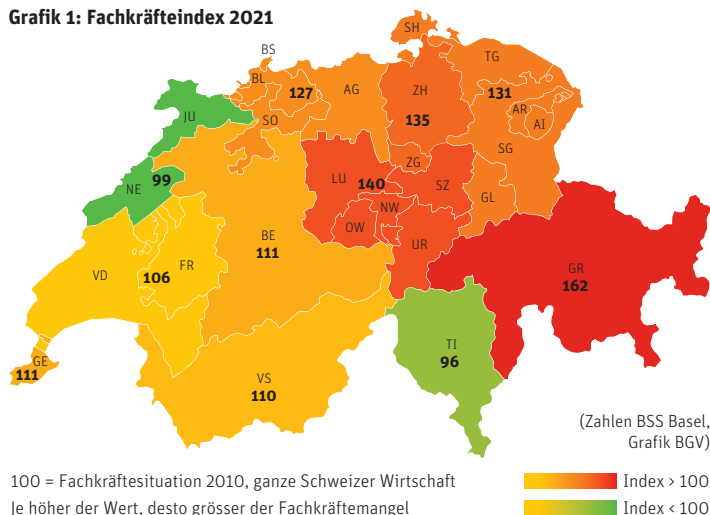 Grafik 1: Fachkräfteindex 2021
SH
BS
TG
BL
127
AG
ZH
131
JU
SO
135
AR
AI
SG
ZG
NE
99
LU
140
SZ
GL
NW
OW
BE
111
UR
VD
106
FR
GR
162
TI
96
GE
111
VS
110
(Zahlen BSS Basel,
Grafik BGV)
100 = Fachkräftesituation 2010, ganze Schweizer Wirtschaft
Index > 100
Je höher der Wert, desto grösser der Fachkräftemangel
Index < 100